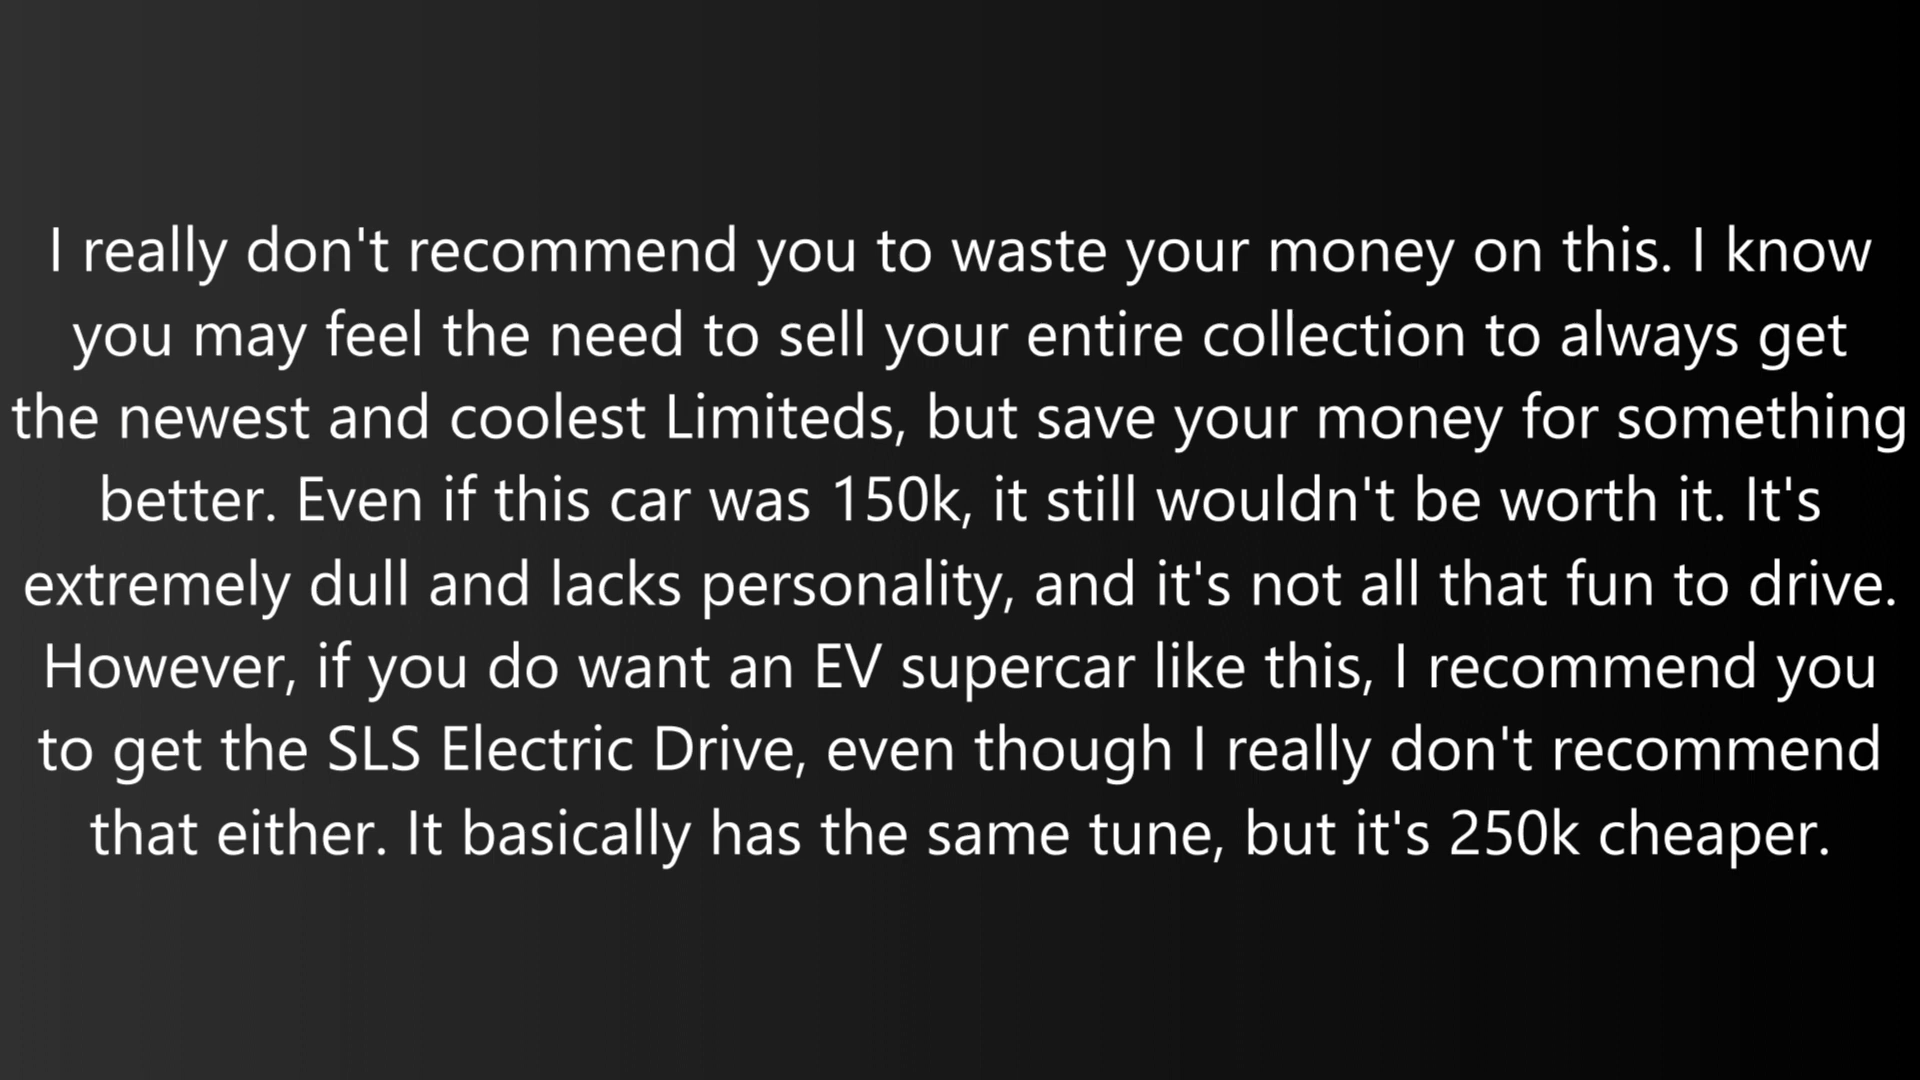 I really don't recommend you to waste your money on this. I know
you may feel the need to sell your entire collection to always get
the newest and coolest Limiteds, but save your money for something
better. Even if this car was 150k, it still wouldn't be worth it. It's
extremely dull and lacks personality, and it's not all that fun to drive.
However, if you do want an EV supercar like this, I recommend you
to get the SLS Electric Drive, even though I really don't recommend
that either. It basically has the same tune, but it's 250k cheaper.